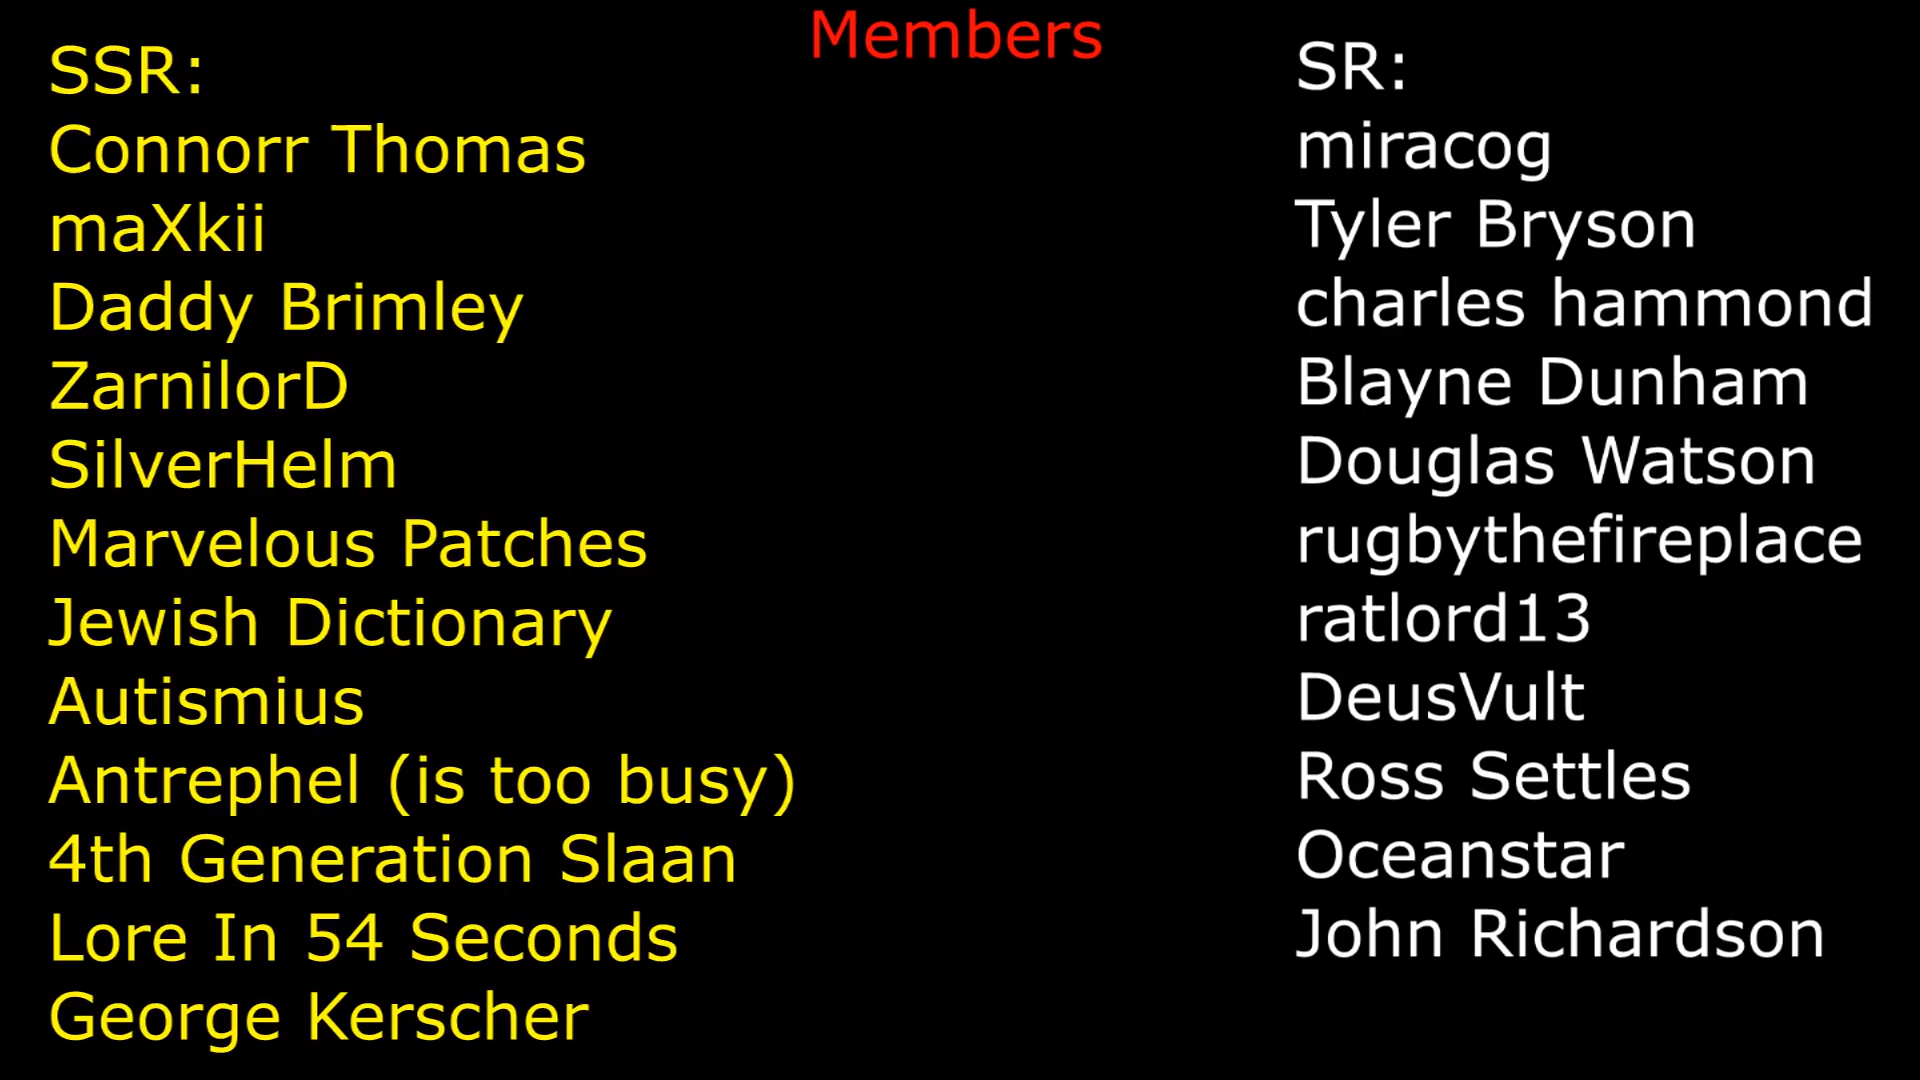 Members
SSR:
Connorr Thomas
maXkii
Daddy Brimley
ZarnilorD
SilverHelm
Marvelous Patches
Jewish Dictionary
Autismius
Antrephel (is too busy)
4th Generation Slaan
Lore In 54 Seconds
George Kerscher
SR:
miracog
Tyler Bryson
charles hammond
Blayne Dunham
Douglas Watson
rugbythefireplace
ratlord13
DeusVult
Ross Settles
Oceanstar
John Richardson